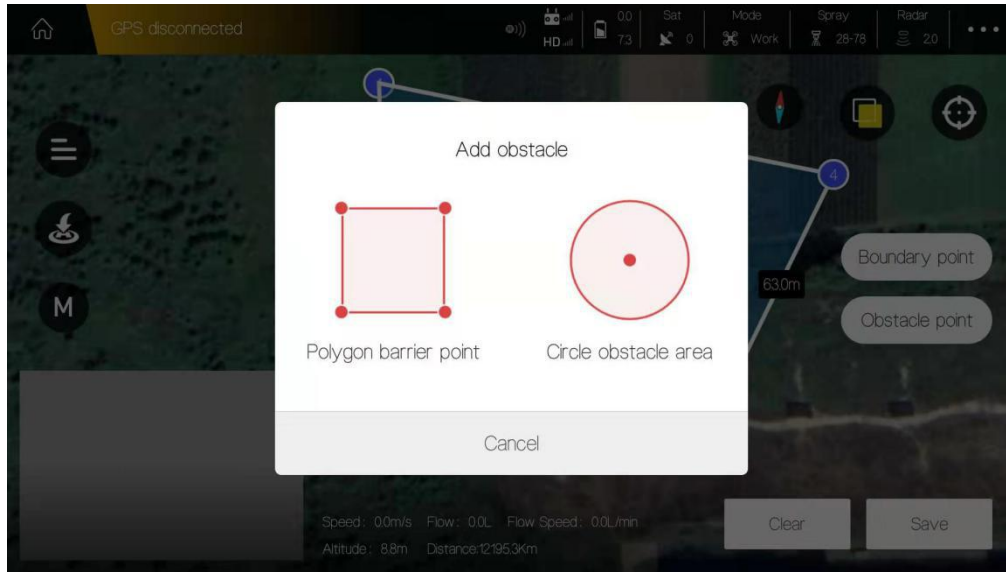 GPS disconnected
HD
0.0
7.3
Sat
0
Mode
Work
Spray
28-78
Radar
2.0
Add obstacle
4
Boundary point
63.0m
M
Obstacle point
Polygon barrier point
Circle obstacle area
Cancel
Speed: 0.0m/s Flow: 0.0L Flow Speed: 0.0L/min
Clear
Save
Altitude: 8.8m Distance:12195.3Km